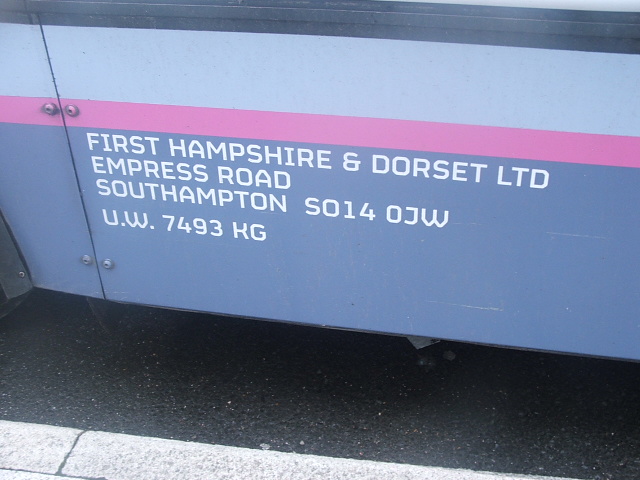 FIRST HAMPSHIRE & DORSET LTD
EMPRESS ROAD
SOUTHAMPTON SO14 0JW
U.W. 7493 KG